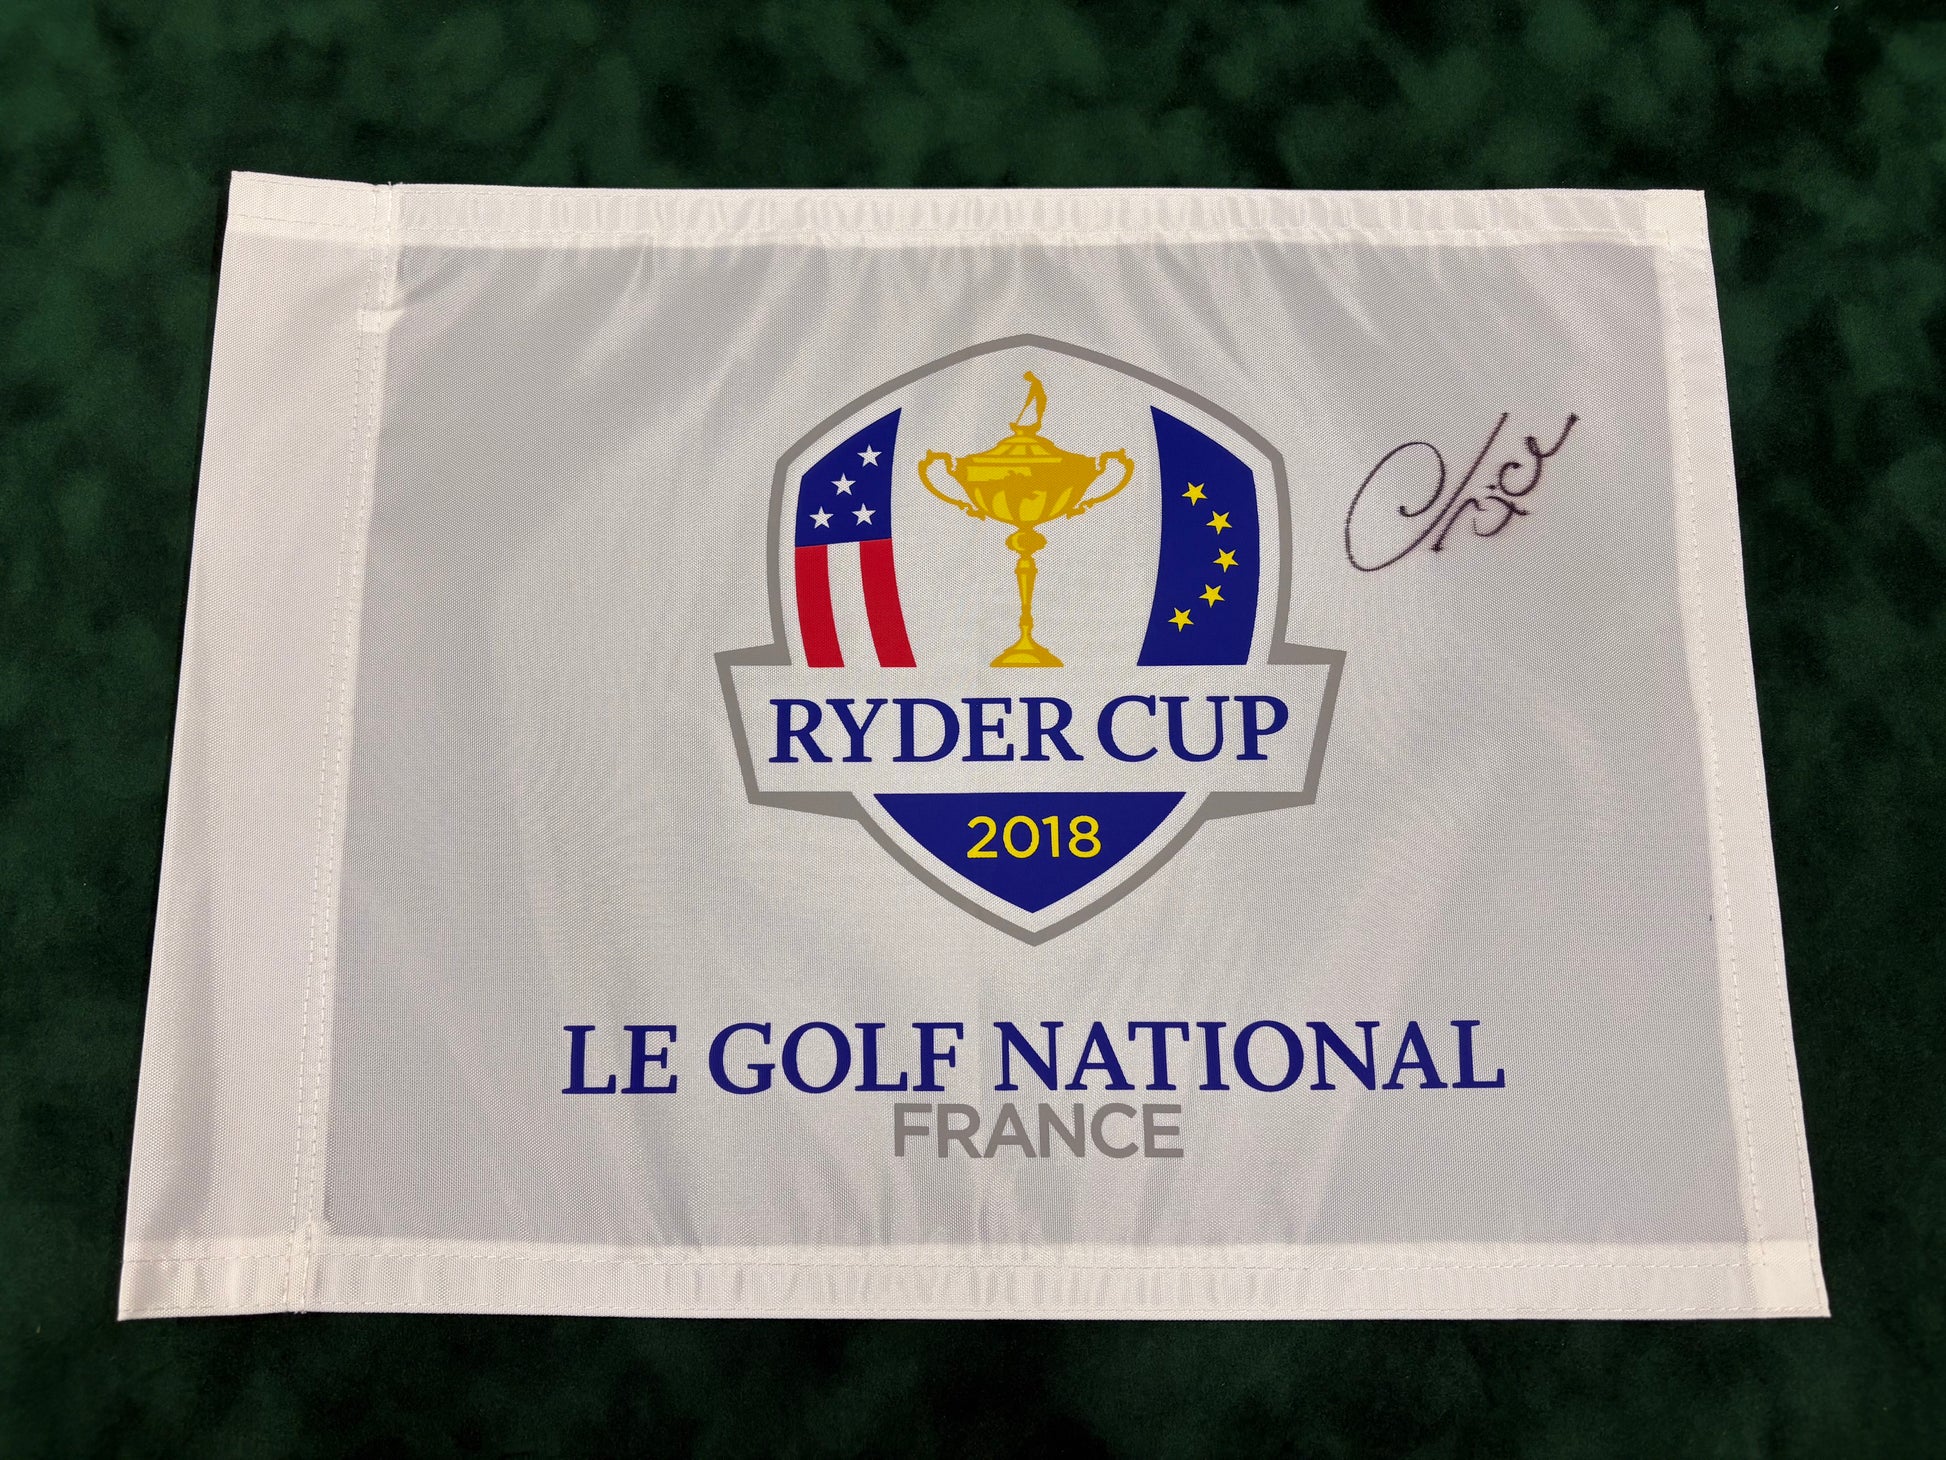 RYDER CUP
2018
LE GOLF NATIONAL
FRANCE